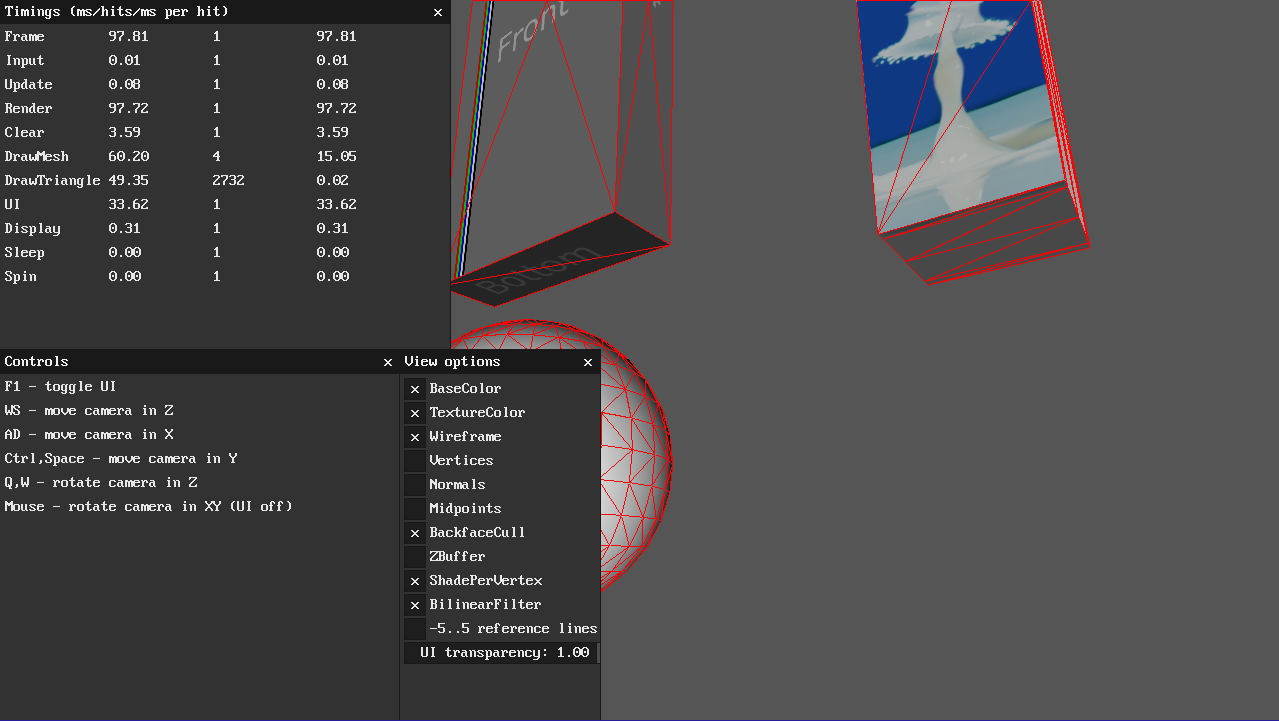 Timings (ms/hits/ms per hit) ×
Frame 97.81 1 97.81
Input 0.01 1 0.01
Update 0.08 1 0.08
Render 97.72 1 97.72
Clear 3.59 1 3.59
DrawMesh 60.20 4 15.05
DrawTriangle 49.35 2732 0.02
UI 33.62 1 33.62
Display 0.31 1 0.31
Sleep 0.00 1 0.00
Spin 0.00 1 0.00
Front
Bottom
Controls ×
F1 - toggle UI
WS - move camera in Z
AD - move camera in X
Ctrl,Space - move camera in Y
Q,W - rotate camera in Z
Mouse - rotate camera in XY (UI off)
View options ×
× BaseColor
× TextureColor
× Wireframe
Vertices
Normals
Midpoints
× BackfaceCull
ZBuffer
× ShadePerVertex
× BilinearFilter
-5..5 reference lines
UI transparency: 1.00